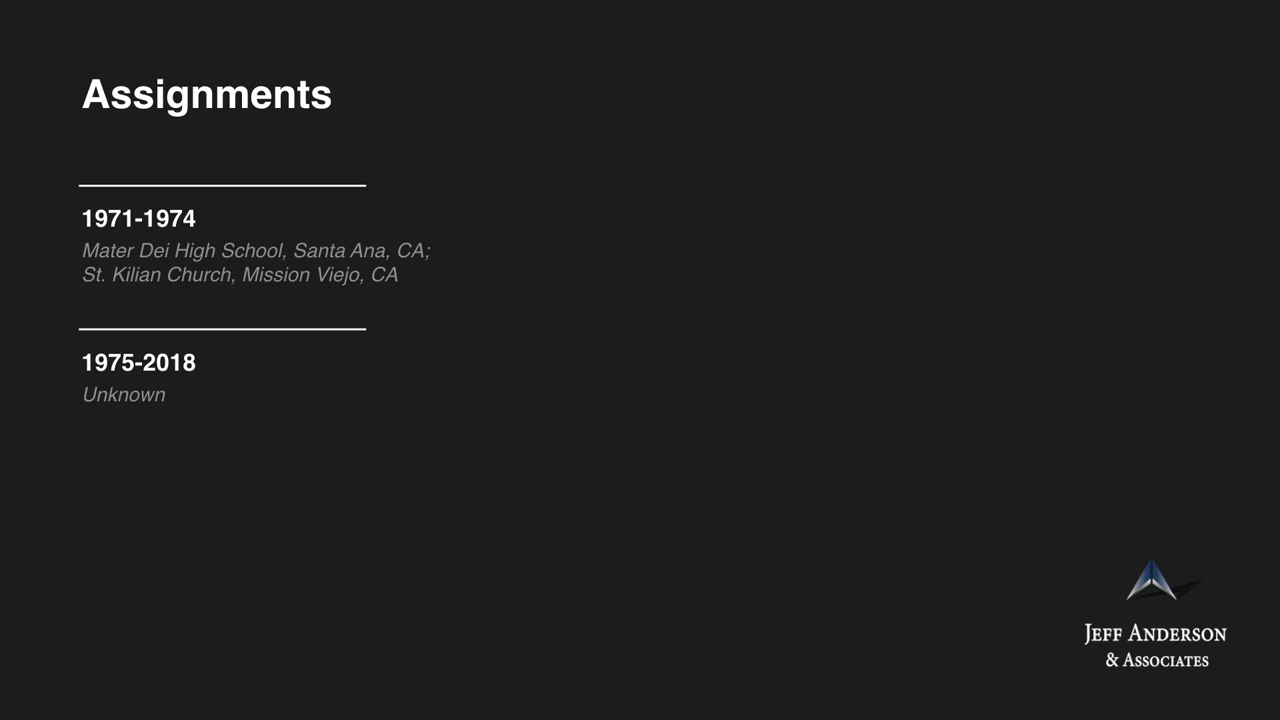 Assignments
1971-1974
Mater Dei High School, Santa Ana, CA;
St. Kilian Church, Mission Viejo, CA
1975-2018
Unknown
Jeff Anderson
& Associates